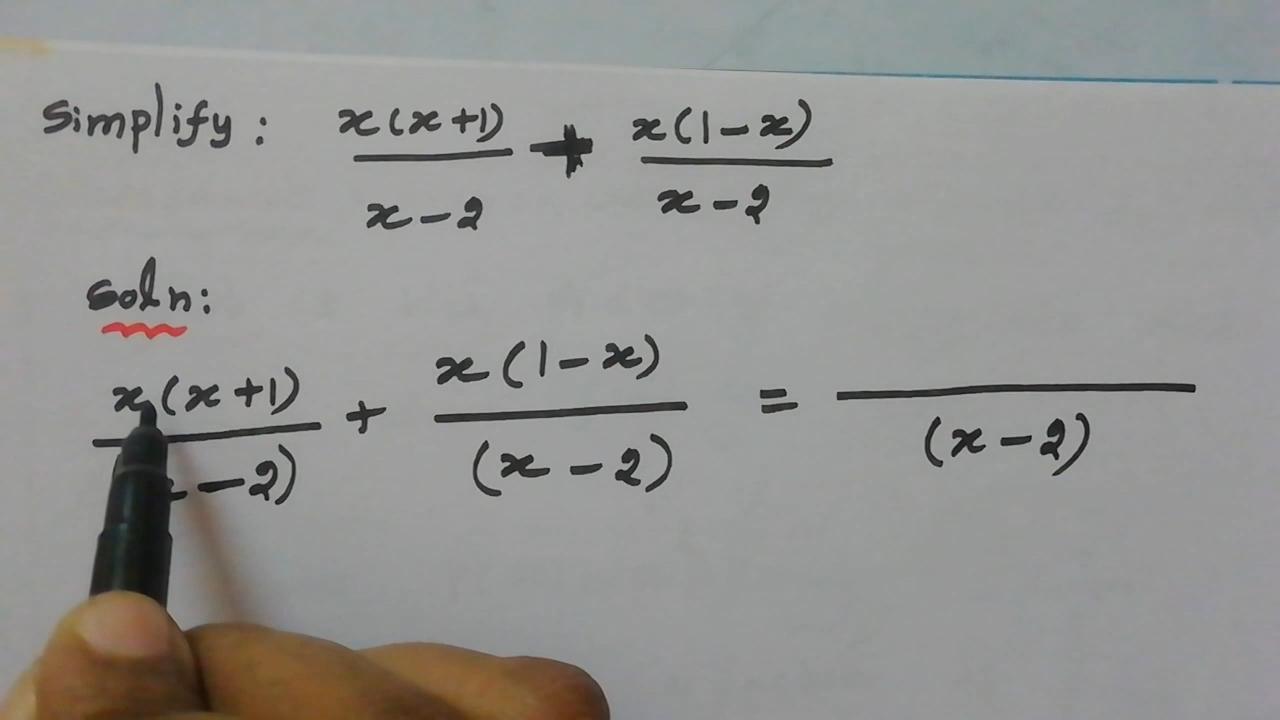 Simplify: x(x+1)/x-2 + x(1-x)/x-2
Soln:
x(x+1)/(x-2) + x(1-x)/(x-2) = /(x-2)